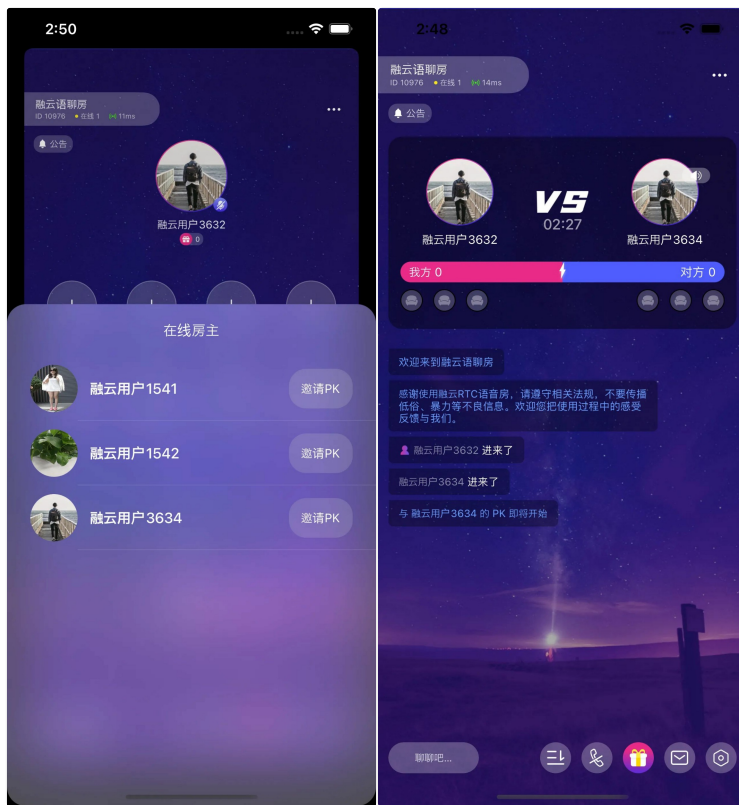 2:50
融云语聊房
ID 10976 在线 1 11ms
公告
融云用户3632
0
在线房主
融云用户1541
邀请PK
融云用户1542
邀请PK
融云用户3634
邀请PK
2:48
融云语聊房
ID 10976 在线 1 14ms
公告
VS
02:27
融云用户3632
融云用户3634
我方 0
对方 0
欢迎来到融云语聊房
感谢使用融云RTC语音房，请遵守相关法规，不要传播
低俗、暴力等不良信息。欢迎您把使用过程中的感受
反馈与我们。
融云用户3632 进来了
融云用户3634 进来了
与 融云用户3634 的 PK 即将开始
聊聊吧...